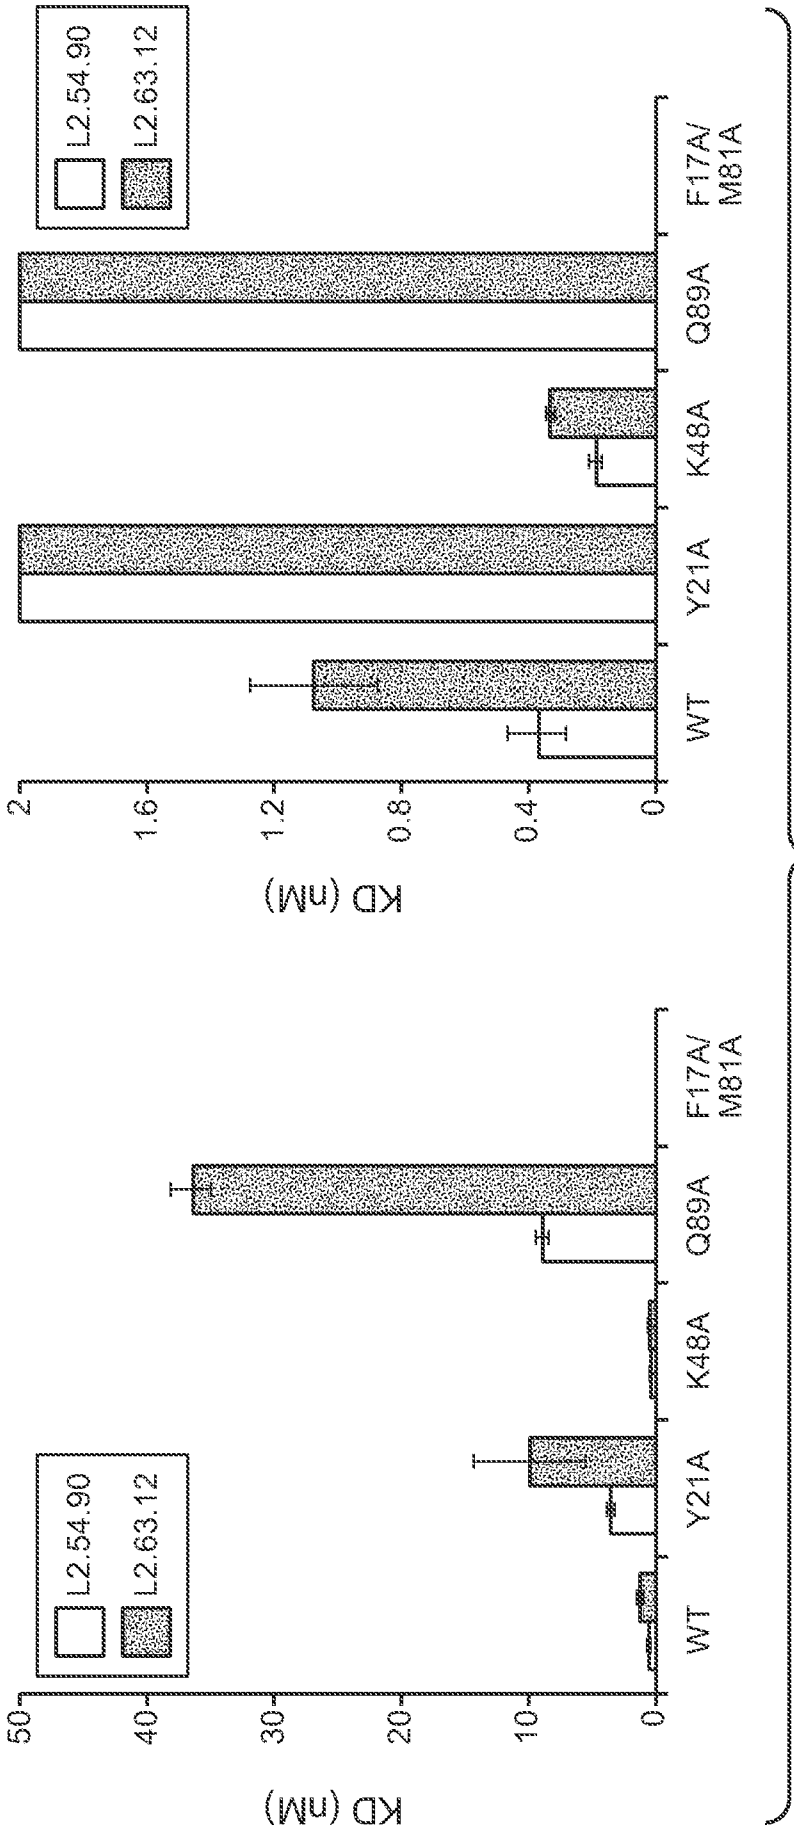 KD (nM)
50
40
30
20
10
0
L2.54.90
L2.63.12
WT
Y21A
K48A
Q89A
F17A/
M81A
KD (nM)
2
1.6
1.2
0.8
0.4
0
L2.54.90
L2.63.12
WT
Y21A
K48A
Q89A
F17A/
M81A